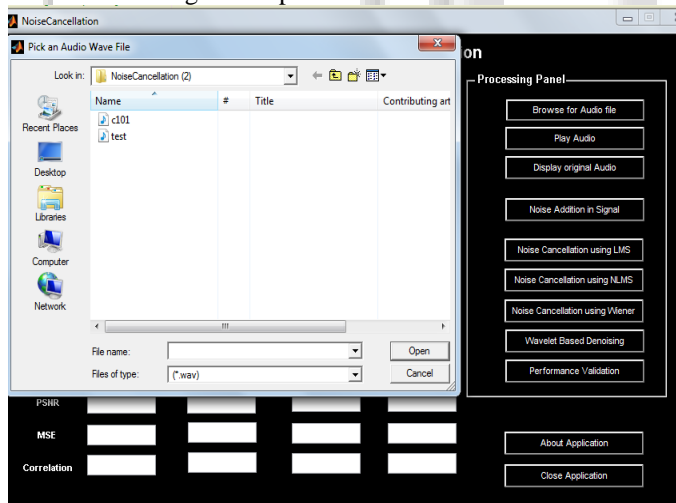 NoiseCancellation
Pick an Audio Wave File
on
Look in:
NoiseCancellation (2)
Name
#
Title
Contributing art
c101
test
Recent Places
Desktop
Libraries
Computer
Network
File name:
Open
Files of type:
(*.wav)
Cancel
Processing Panel
Browse for Audio file
Play Audio
Display original Audio
Noise Addition in Signal
Noise Cancellation using LMS
Noise Cancellation using NLMS
Noise Cancellation using Wiener
Wavelet Based Denoising
Performance Validation
PSNR
MSE
Correlation
About Application
Close Application